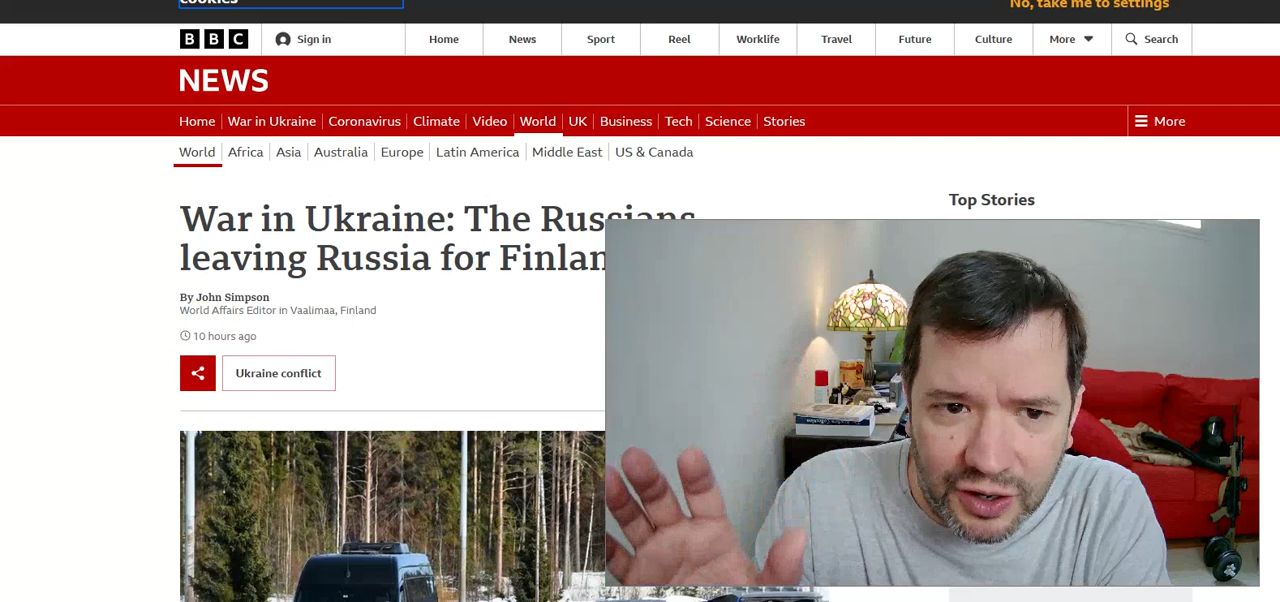 cookies
No, take me to settings
BBC
Sign in
Home
News
Sport
Reel
Worklife
Travel
Future
Culture
More
Search
NEWS
Home
War in Ukraine
Coronavirus
Climate
Video
World
UK
Business
Tech
Science
Stories
More
World
Africa
Asia
Australia
Europe
Latin America
Middle East
US & Canada
War in Ukraine: The Russians
leaving Russia for Finlan
By John Simpson
World Affairs Editor in Vaalimaa, Finland
10 hours ago
Ukraine conflict
Top Stories